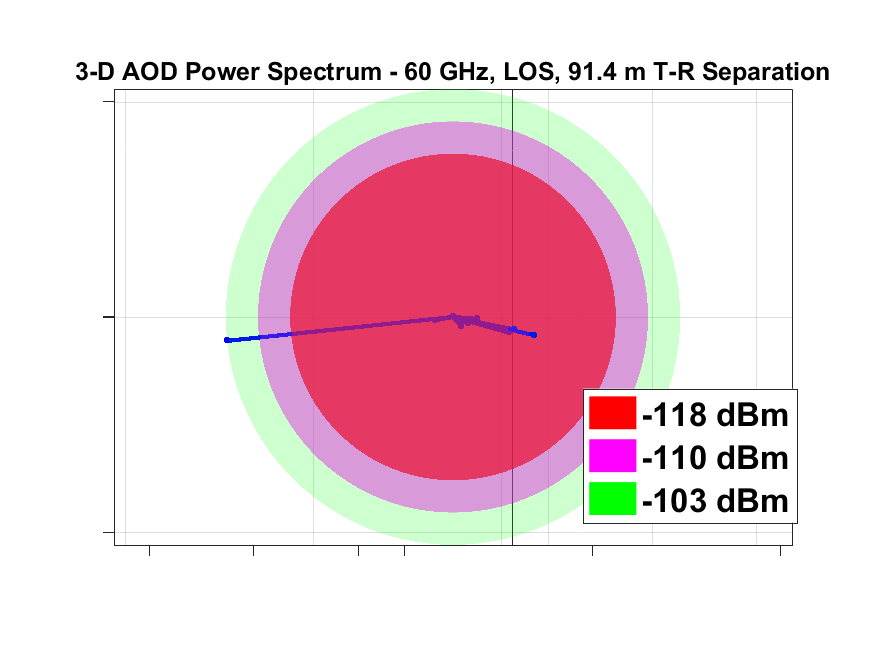 3-D AOD Power Spectrum - 60 GHz, LOS, 91.4 m T-R Separation
-118 dBm
-110 dBm
-103 dBm